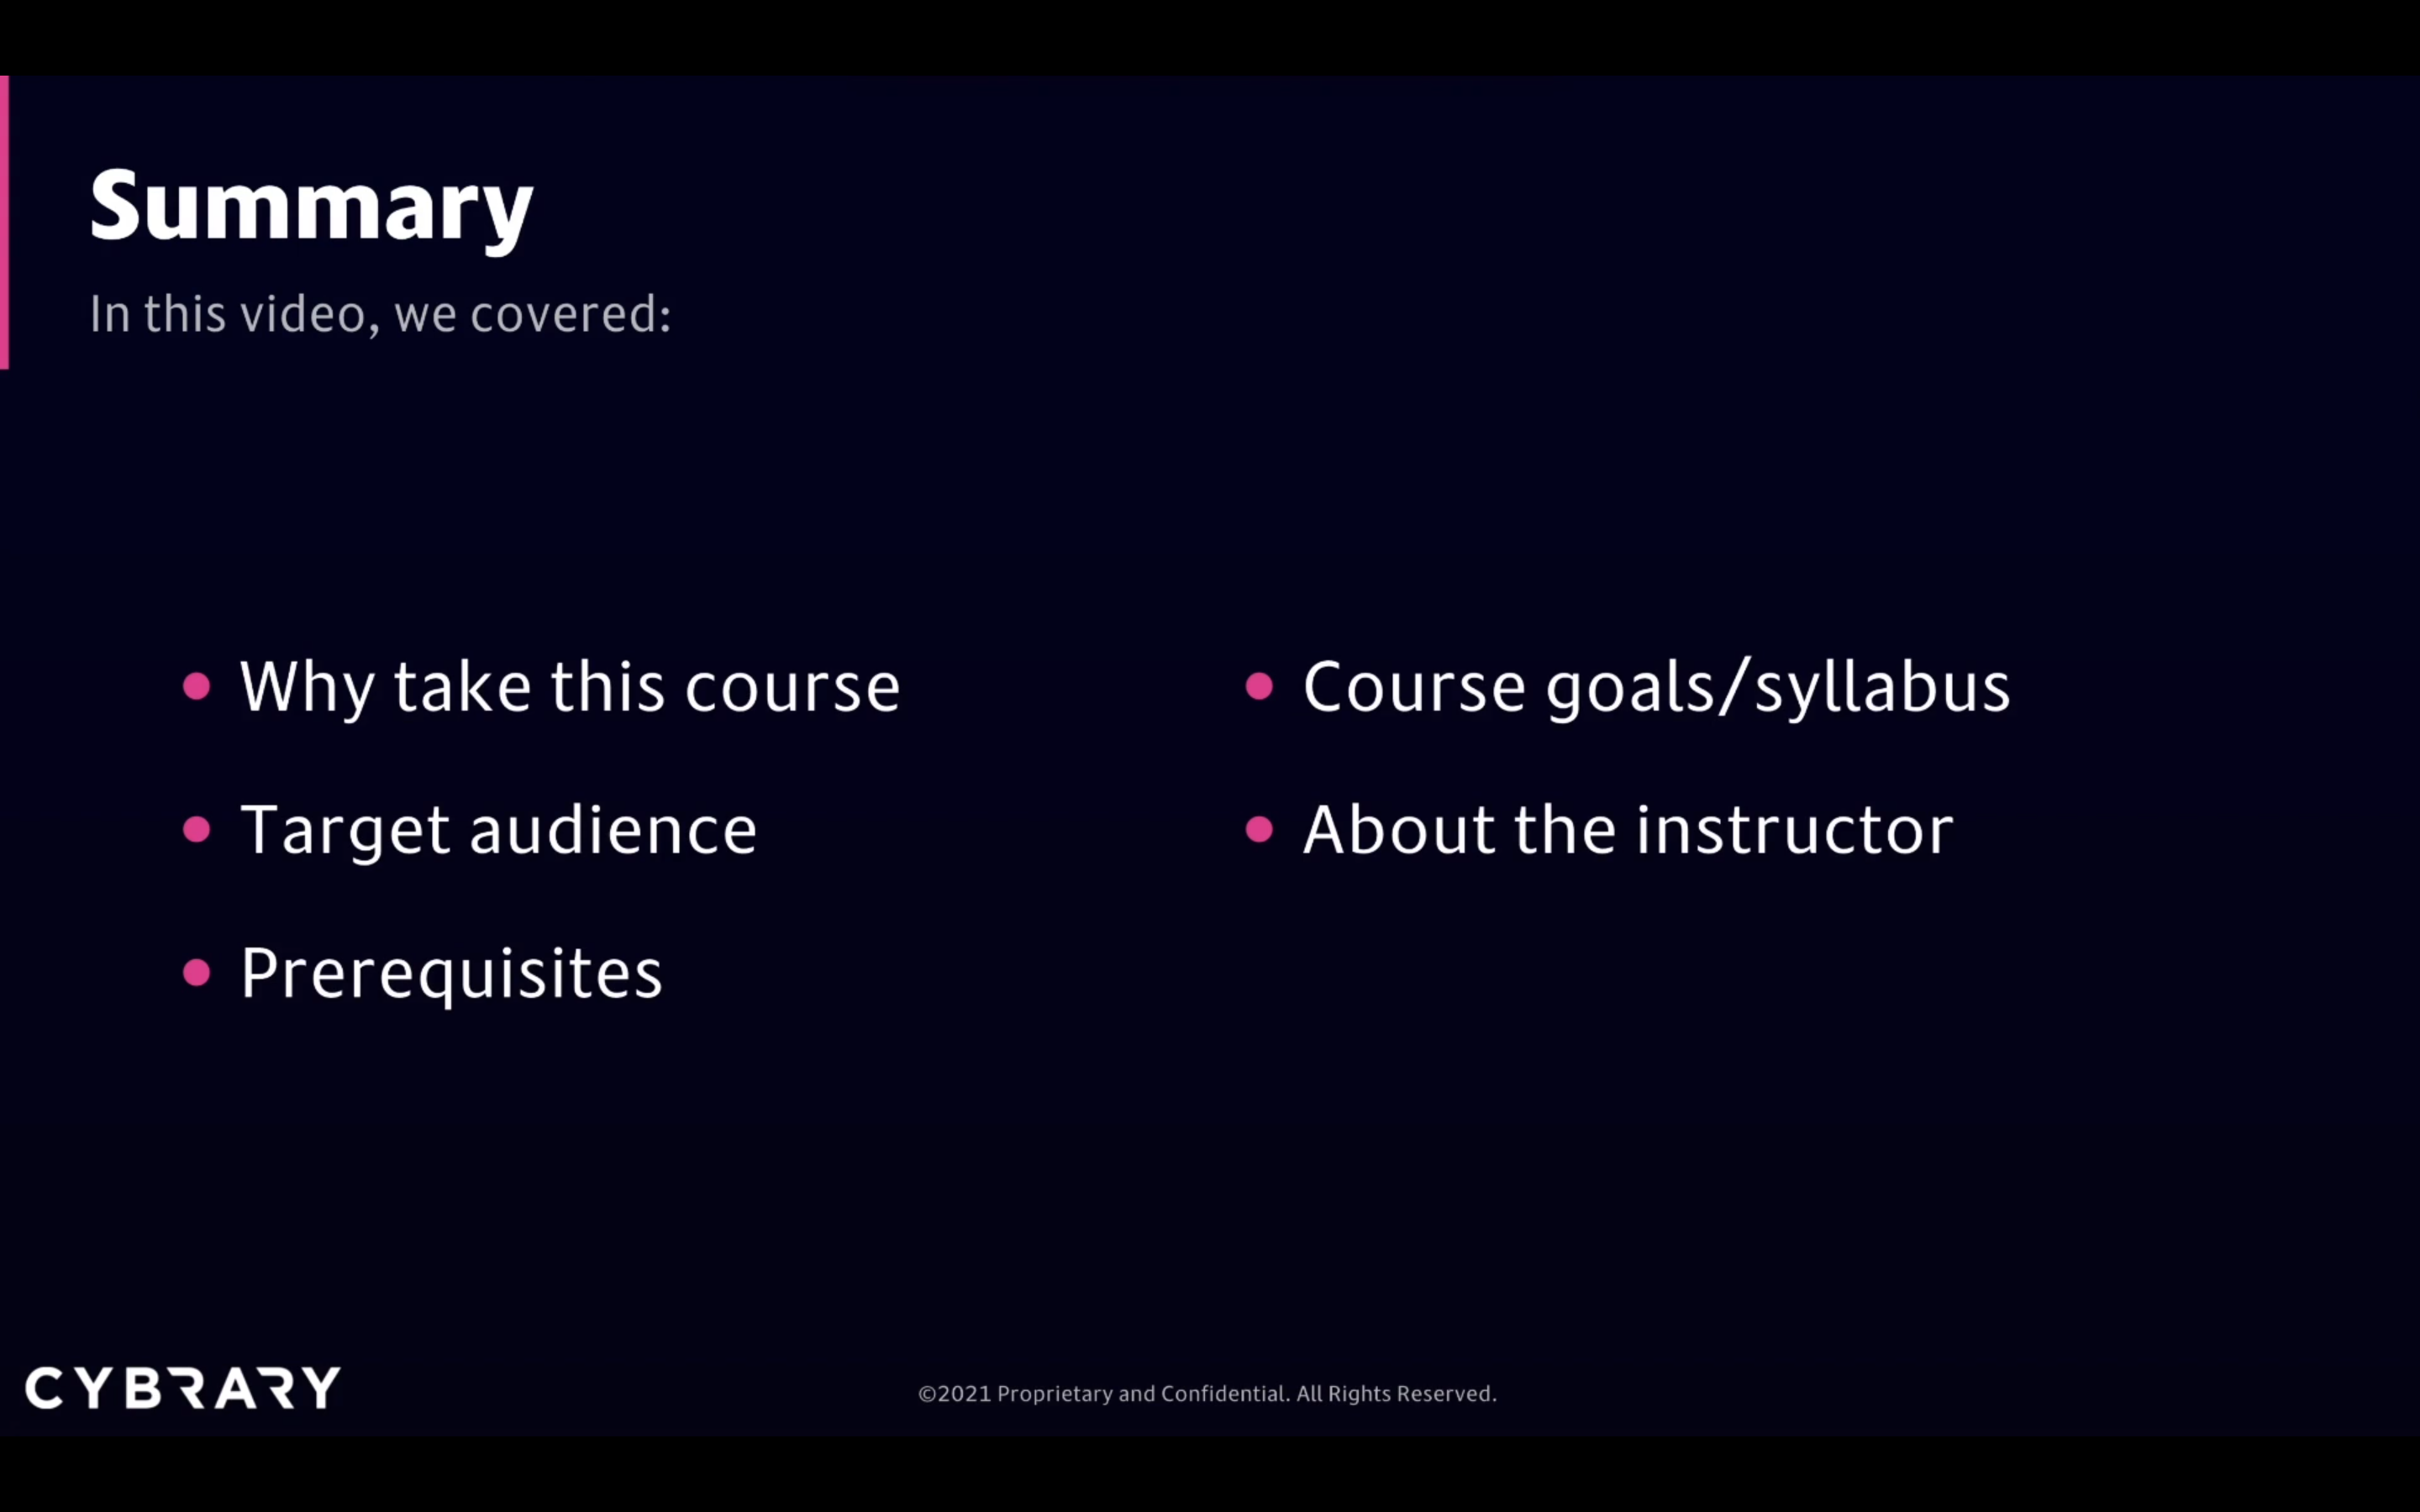 Summary
In this video, we covered:
Why take this course
Target audience
Prerequisites
Course goals/syllabus
About the instructor
CYBRARY
©2021 Proprietary and Confidential. All Rights Reserved.